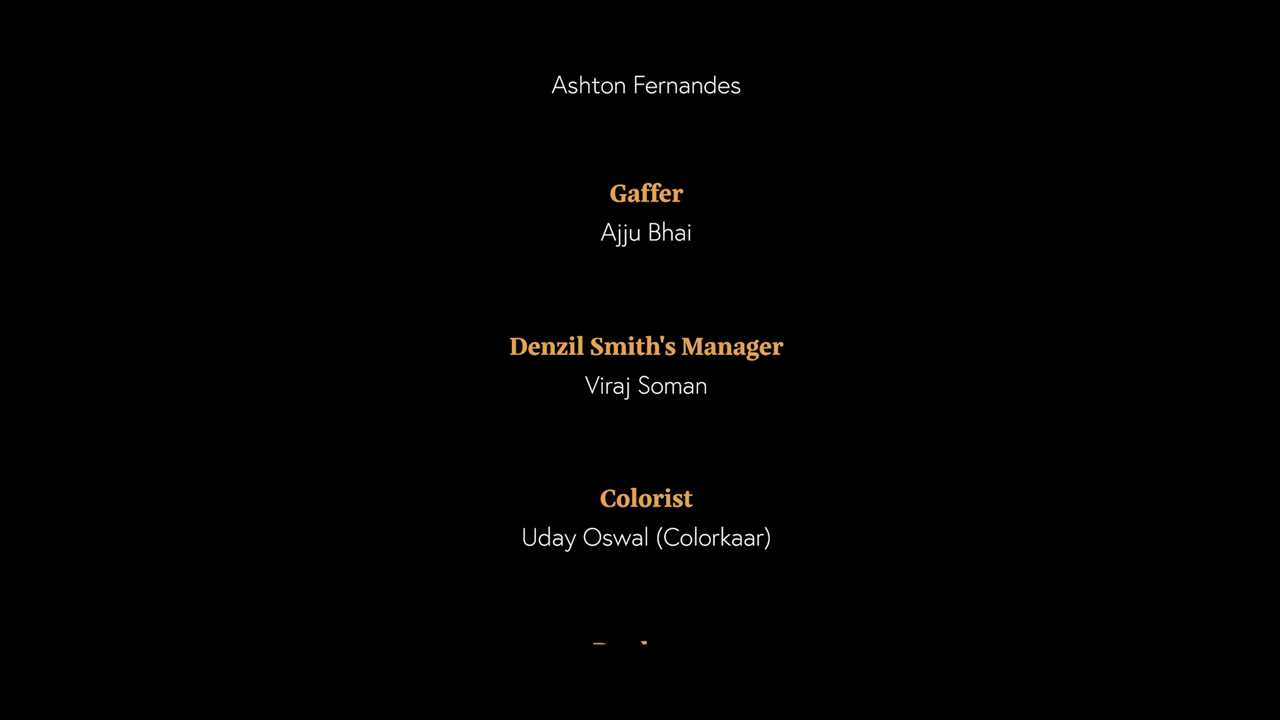 Ashton Fernandes
Gaffer
Ajju Bhai
Denzil Smith's Manager
Viraj Soman
Colorist
Uday Oswal (Colorkaar)